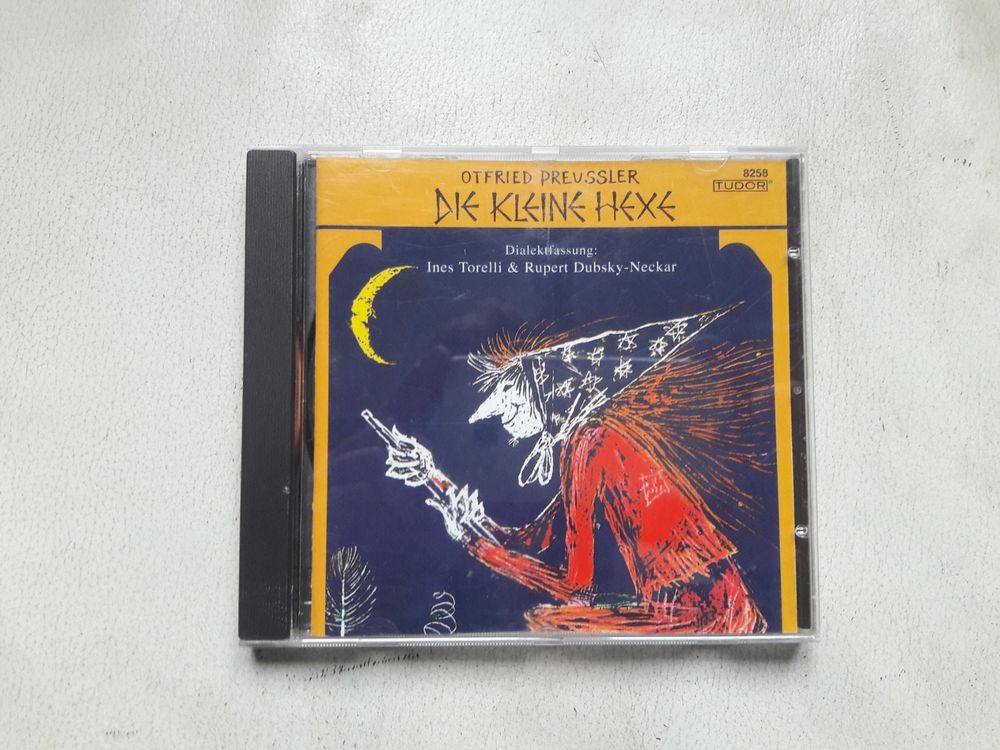 OTFRIED PREUSSLER
DIE KLEINE HEXE
8258
TUDOR®
Dialektfassung:
Ines Torelli & Rupert Dubsky-Neckar